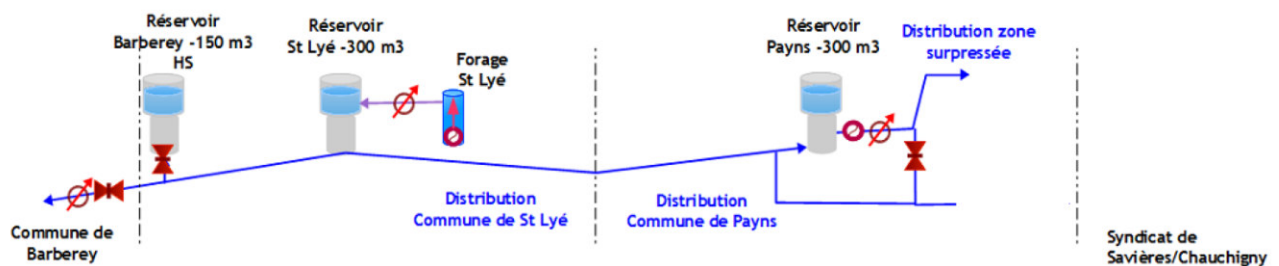 Réservoir
Barberey -150 m3
HS
Réservoir
St Lyé -300 m3
Forage
St Lyé
Réservoir
Payns -300 m3
Distribution zone
surpressée
Distribution
Commune de St Lyé
Distribution
Commune de Payns
Commune de
Barberey
Syndicat de
Savières/Chauchigny